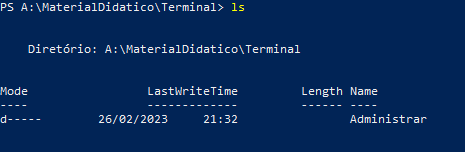 PS A:\MaterialDidatico\Terminal> ls
Diretório: A:\MaterialDidatico\Terminal
Mode LastWriteTime Length Name
---- ------------- ------ ----
d----- 26/02/2023 21:32 Administrar